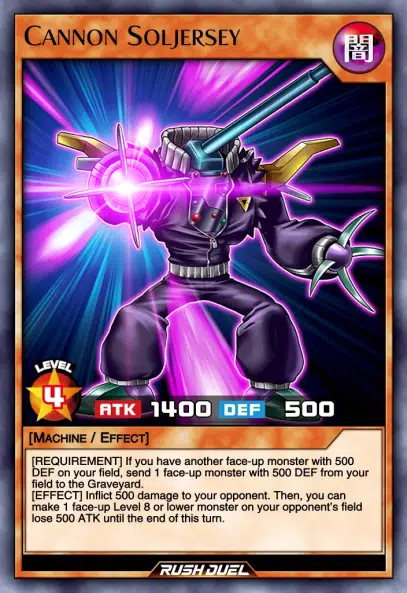 CANNON SOLJERSEY
闇
LEVEL
4
ATK 1400 DEF 500
[MACHINE / EFFECT]
[REQUIREMENT] If you have another face-up monster with 500
DEF on your field, send 1 face-up monster with 500 DEF from your
field to the Graveyard.
[EFFECT] Inflict 500 damage to your opponent. Then, you can
make 1 face-up Level 8 or lower monster on your opponent's field
lose 500 ATK until the end of this turn.
RUSH DUEL